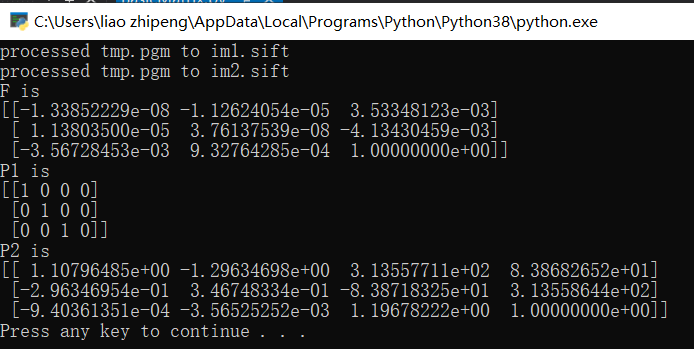 C:\Users\liao zhipeng\AppData\Local\Programs\Python\Python38\python.exe
processed tmp.pgm to im1.sift
processed tmp.pgm to im2.sift
F is
[[-1.33852229e-08 -1.12624054e-05  3.53348123e-03]
 [ 1.13803500e-05  3.76137539e-08 -4.13430459e-03]
 [-3.56728453e-03  9.32764285e-04  1.00000000e+00]]
P1 is
[[1 0 0 0]
 [0 1 0 0]
 [0 0 1 0]]
P2 is
[[ 1.10796485e+00 -1.29634698e+00  3.13557711e+02  8.38682652e+01]
 [-2.96346954e-01  3.46748334e-01 -8.38718325e+01  3.13558644e+02]
 [-9.40361351e-04 -3.56525252e-03  1.19678222e+00  1.00000000e+00]]
Press any key to continue . . .